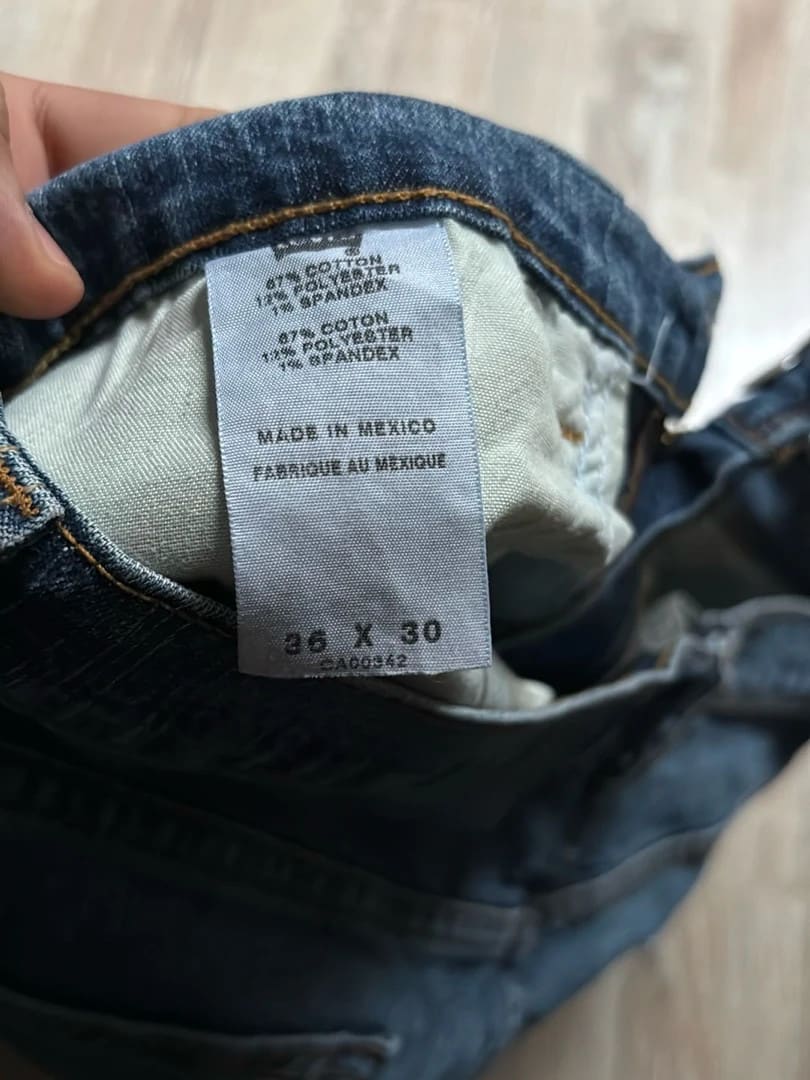 ®
87% COTTON
12% POLYESTER
1% SPANDEX
87% COTON
12% POLYESTER
1% SPANDEX
MADE IN MEXICO
FABRIQUE AU MEXIQUE
36 X 30
CA00342